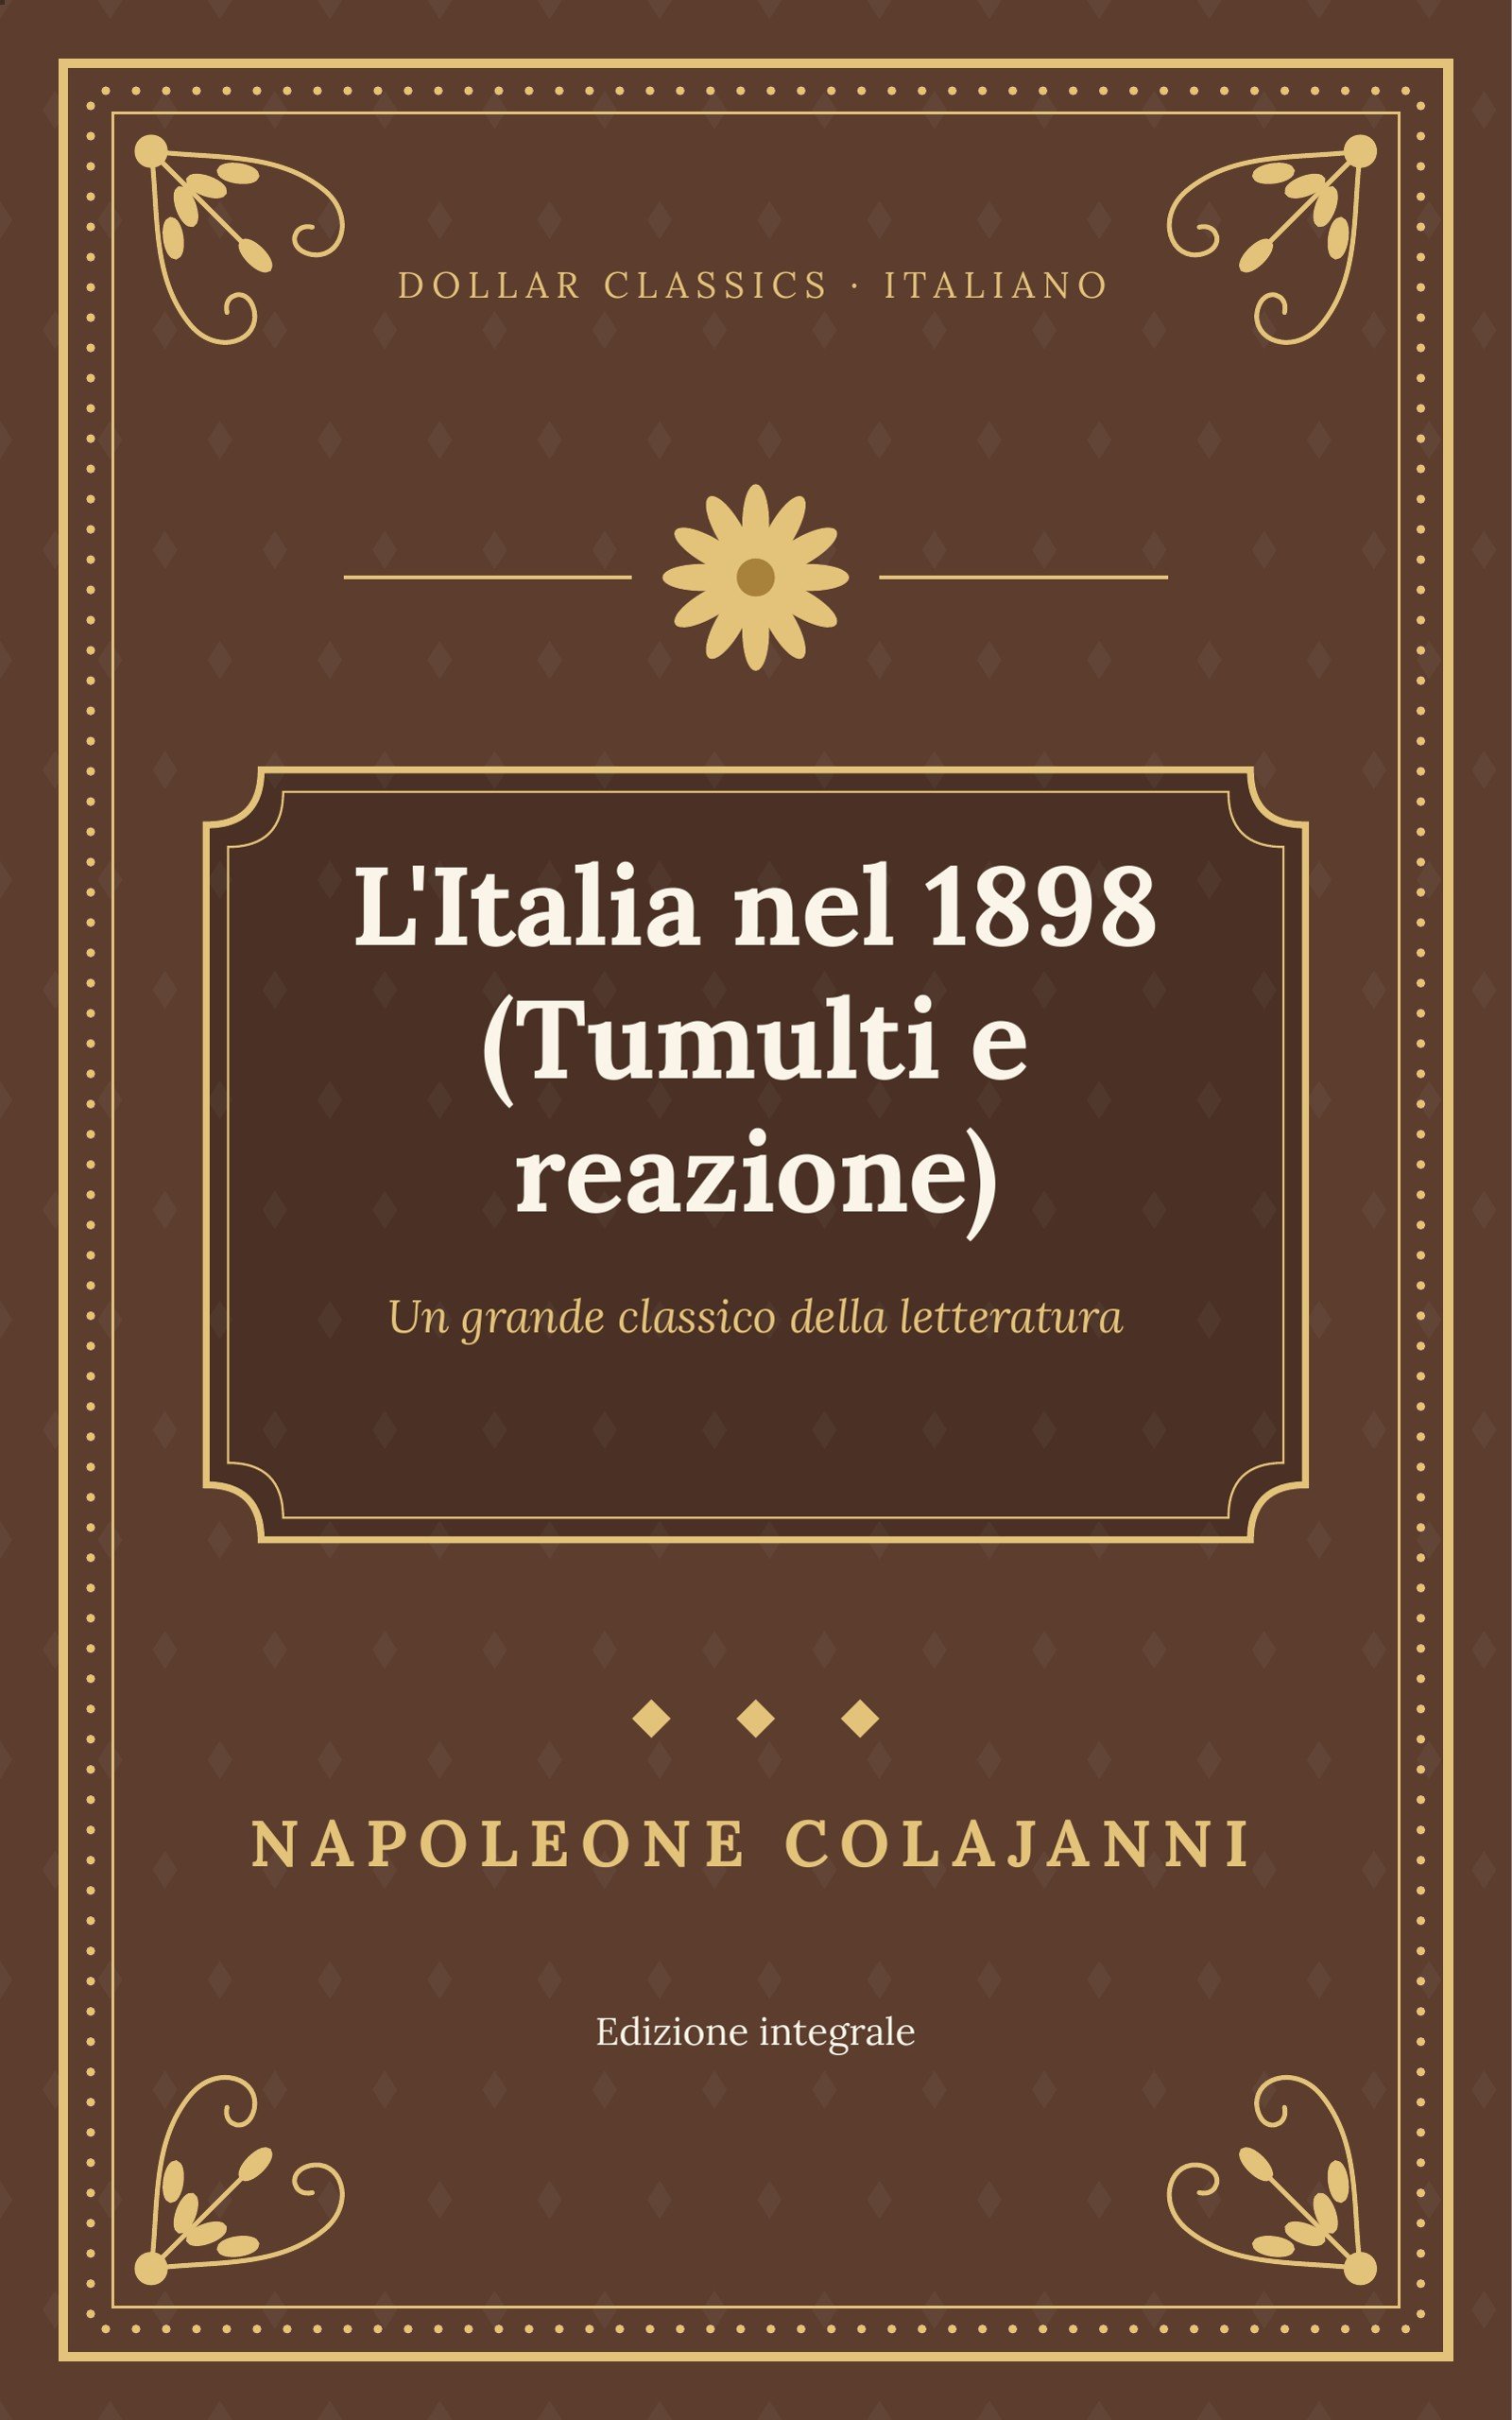 DOLLAR CLASSICS · ITALIANO
L'Italia nel 1898
(Tumulti e
reazione)
Un grande classico della letteratura
NAPOLEONE COLAJANNI
Edizione integrale